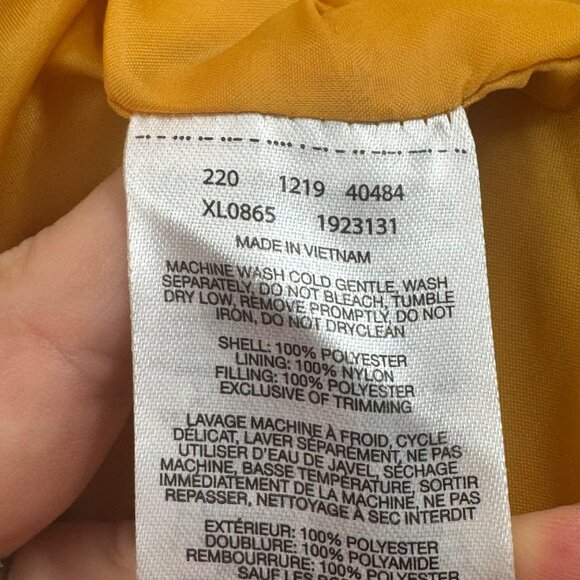 220 1219 40484
XL0865 1923131
MADE IN VIETNAM
MACHINE WASH COLD GENTLE, WASH
SEPARATELY, DO NOT BLEACH, TUMBLE
DRY LOW, REMOVE PROMPTLY, DO NOT
IRON, DO NOT DRYCLEAN
SHELL: 100% POLYESTER
LINING: 100% NYLON
FILLING: 100% POLYESTER
EXCLUSIVE OF TRIMMING
LAVAGE MACHINE À FROID, CYCLE
DÉLICAT, LAVER SÉPAREMENT, NE PAS
UTILISER D'EAU DE JAVEL, SÉCHAGE
MACHINE, BASSE TEMPÉRATURE, SORTIR
IMMÉDIATEMENT DE LA MACHINE, NE PAS
REPASSER, NETTOYAGE À SEC INTERDIT
EXTÉRIEUR: 100% POLYESTER
DOUBLURE: 100% POLYAMIDE
REMBOURRURE: 100% POLYESTER
SAUF LES